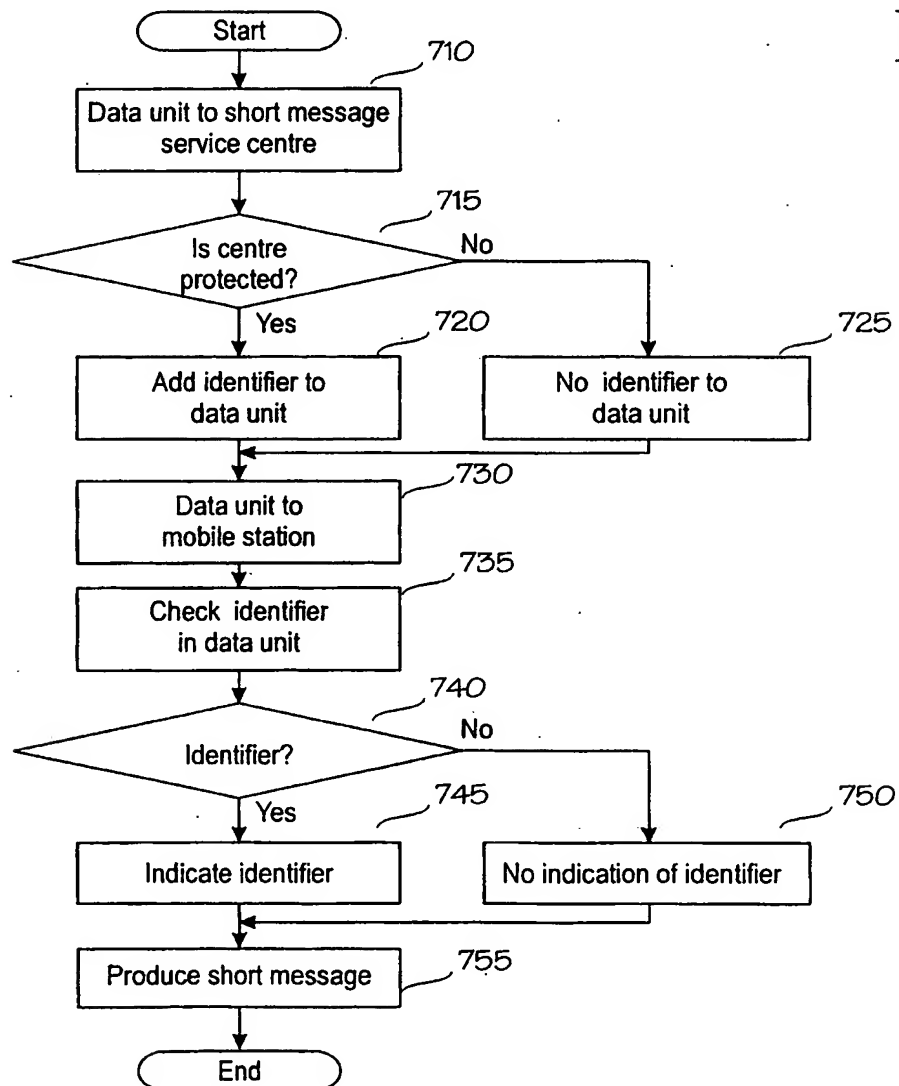 Start
710
Data unit to short message
service centre
715
Is centre
protected?
No
Yes
720
725
Add identifier to
data unit
No identifier to
data unit
730
Data unit to
mobile station
735
Check identifier
in data unit
740
No
Identifier?
Yes
745
750
Indicate identifier
No indication of identifier
Produce short message
755
End